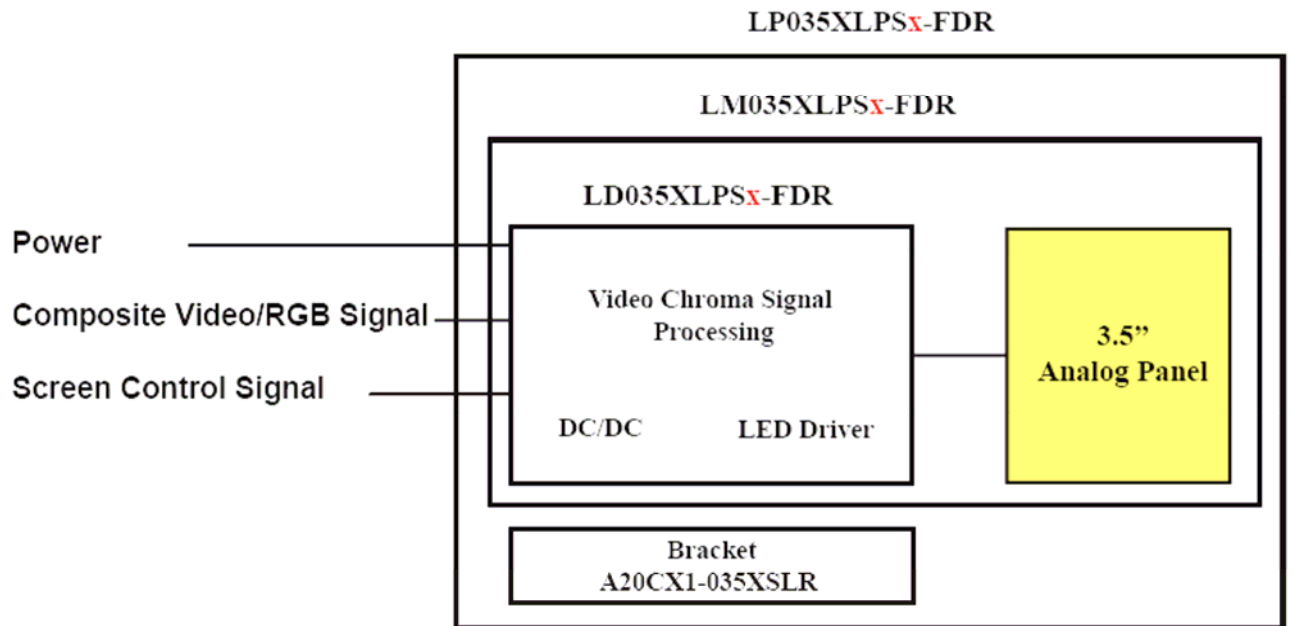 LP035XLPSx-FDR
LM035XLPSx-FDR
LD035XLPSx-FDR
Power
Composite Video/RGB Signal
Screen Control Signal
Video Chroma Signal
Processing
DC/DC
LED Driver
3.5”
Analog Panel
Bracket
A20CX1-035XSLR